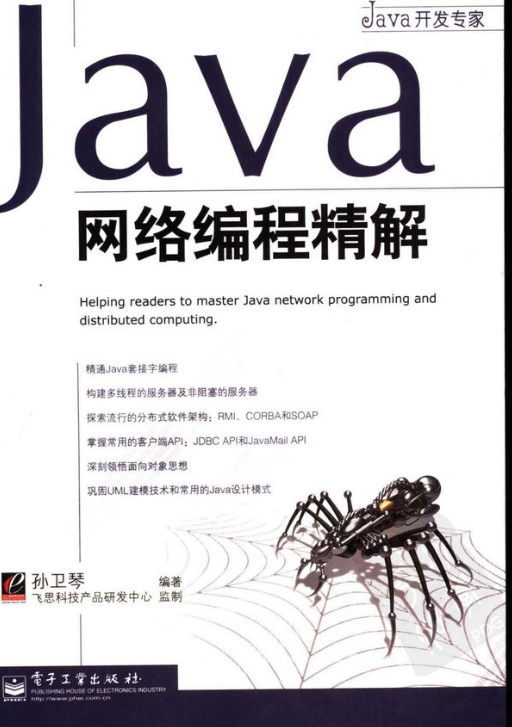 Java开发专家
Java
网络编程精解
Helping readers to master Java network programming and
distributed computing.
精通Java套接字编程
构建多线程的服务器及非阻塞的服务器
探索流行的分布式软件架构：RMI、CORBA和SOAP
掌握常用的客户端API：JDBC API和JavaMail API
深刻领悟面向对象思想
巩固UML建模技术和常用的Java设计模式
孙卫琴 编著
飞思科技产品研发中心 监制
电子工业出版社.
PUBLISHING HOUSE OF ELECTRONICS INDUSTRY
http://www.phei.com.cn